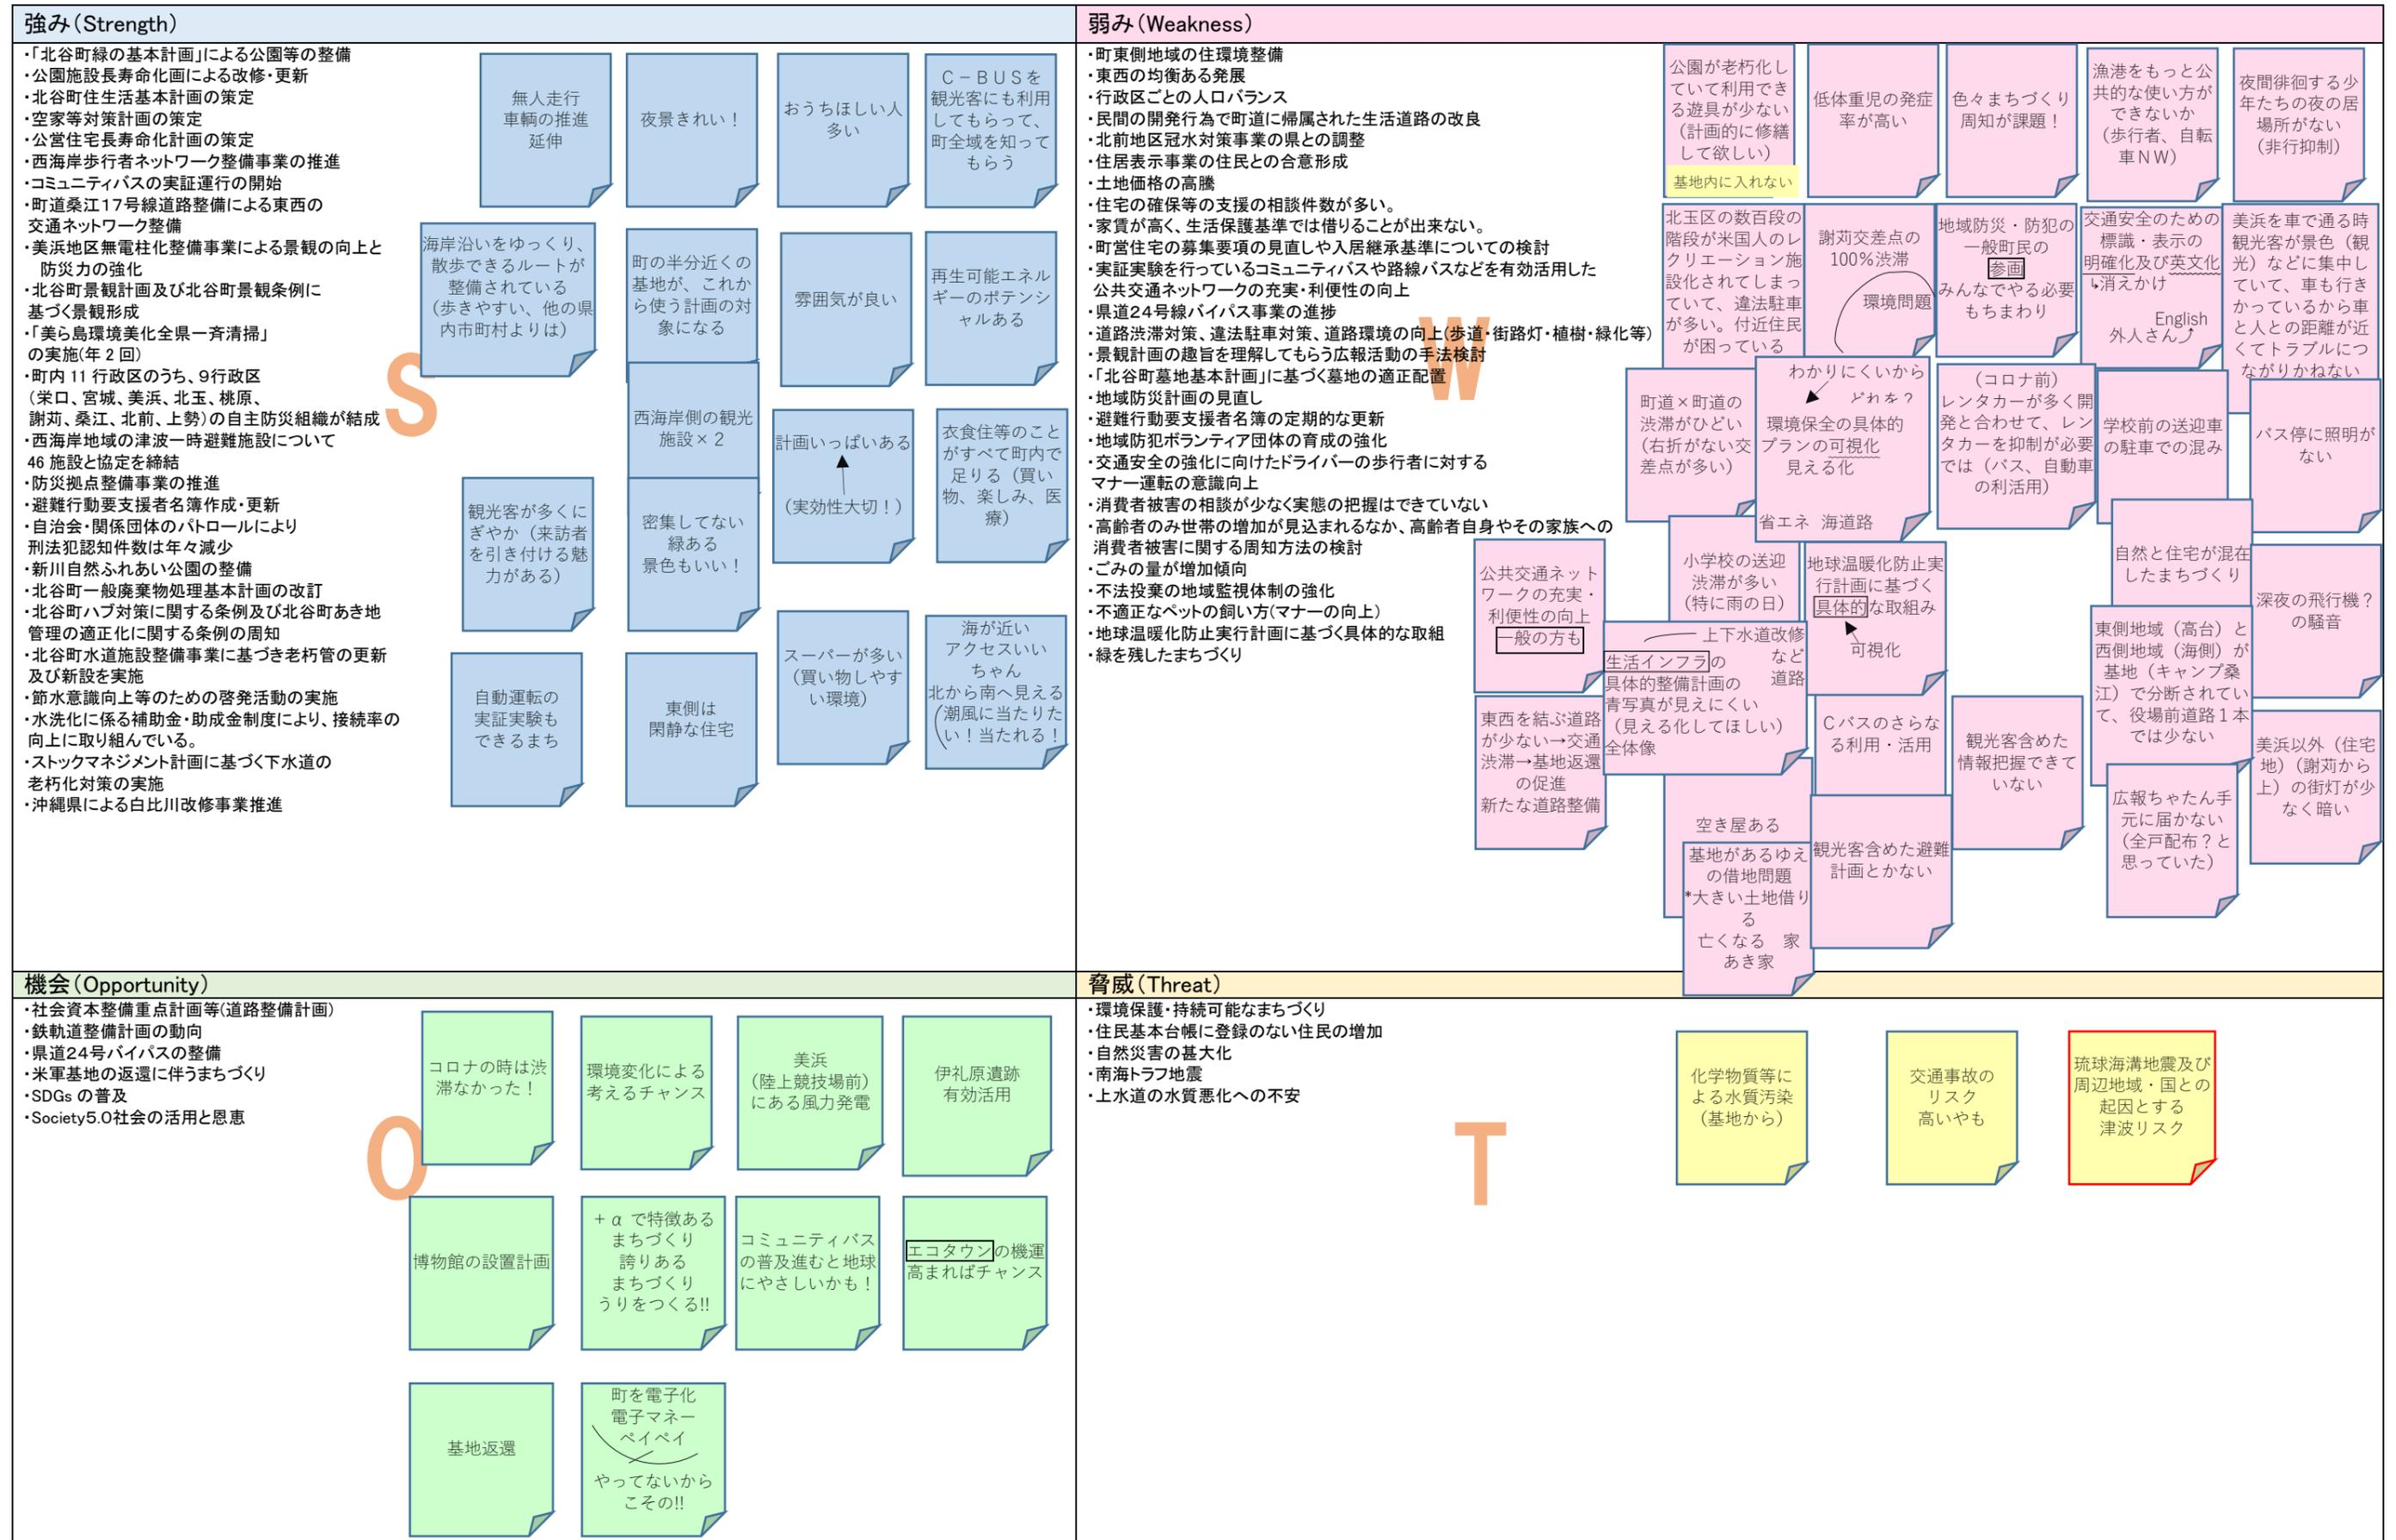 強み（Strength）
・「北谷町緑の基本計画」による公園等の整備
・公園施設長寿命化画による改修・更新
・北谷町住生活基本計画の策定
・空家等対策計画の策定
・公営住宅長寿命化計画の策定
・西海岸歩行者ネットワーク整備事業の推進
・コミュニティバスの実証運行の開始
・町道桑江１７号線道路整備による東西の
交通ネットワーク整備
・美浜地区無電柱化整備事業による景観の向上と
防災力の強化
・北谷町景観計画及び北谷町景観条例に
基づく景観形成
・「美ら島環境美化全県一斉清掃」
の実施(年２回)
・町内 11 行政区のうち、９行政区
（栄口、宮城、美浜、北玉、桃原、
謝苅、桑江、北前、上勢）の自主防災組織が結成
・西海岸地域の津波一時避難施設について
46 施設と協定を締結
・防災拠点整備事業の推進
・避難行動要支援者名簿作成・更新
・自治会・関係団体のパトロールにより
刑法犯認知件数は年々減少
・新川自然ふれあい公園の整備
・北谷町一般廃棄物処理基本計画の改訂
・北谷町ハブ対策に関する条例及び北谷町あき地
管理の適正化に関する条例の周知
・北谷町水道施設整備事業に基づき老朽管の更新
及び新設を実施
・節水意識向上等のための啓発活動の実施
・水洗化に係る補助金・助成金制度により、接続率の
向上に取り組んでいる。
・ストックマネジメント計画に基づく下水道の
老朽化対策の実施
・沖縄県による白比川改修事業推進
S
無人走行
車輌の推進
延伸
夜景きれい！
おうちほしい人
多い
Ｃ－ＢＵＳを
観光客にも利用
してもらって、
町全域を知って
もらう
海岸沿いをゆっくり、
散歩できるルートが
整備されている
（歩きやすい、他の県
内市町村よりは）
町の半分近くの
基地が、これか
ら使う計画の対
象になる
雰囲気が良い
再生可能エネル
ギーのポテンシ
ャルある
西海岸側の観光
施設×２
計画いっぱいある
（実効性大切！）
衣食住等のこと
がすべて町内で
足りる（買い
物、楽しみ、医
療）
観光客が多くに
ぎやか（来訪者
を引き付ける魅
力がある）
密集してない
緑ある
景色もいい！
自動運転の
実証実験も
できるまち
東側は
閑静な住宅
スーパーが多い
（買い物しやす
い環境）
海が近い
アクセスいい
ちゃん
北から南へ見える
潮風に当たりた
い！当たれる！
弱み（Weakness）
・町東側地域の住環境整備
・東西の均衡ある発展
・行政区ごとの人口バランス
・民間の開発行為で町道に帰属された生活道路の改良
・北前地区冠水対策事業の県との調整
・住居表示事業の住民との合意形成
・土地価格の高騰
・住宅の確保等の支援の相談件数が多い。
・家賃が高く、生活保護基準では借りることが出来ない。
・町営住宅の募集要項の見直しや入居継承基準についての検討
・実証実験を行っているコミュニティバスや路線バスなどを有効活用した
公共交通ネットワークの充実・利便性の向上
・県道２４号線バイパス事業の進捗
・道路渋滞対策、違法駐車対策、道路環境の向上(歩道・街路灯・植樹・緑化等)
・景観計画の趣旨を理解してもらう広報活動の手法検討
・「北谷町墓地基本計画」に基づく墓地の適正配置
・地域防災計画の見直し
・避難行動要支援者名簿の定期的な更新
・地域防犯ボランティア団体の育成の強化
・交通安全の強化に向けたドライバーの歩行者に対する
マナー運転の意識向上
・消費者被害の相談が少なく実態の把握はできていない
・高齢者のみ世帯の増加が見込まれるなか、高齢者自身やその家族への
消費者被害に関する周知方法の検討
・ごみの量が増加傾向
・不法投棄の地域監視体制の強化
・不適正なペットの飼い方(マナーの向上)
・地球温暖化防止実行計画に基づく具体的な取組
・緑を残したまちづくり
W
公園が老朽化し
ていて利用でき
る遊具が少ない
（計画的に修繕
して欲しい）
基地内に入れない
低体重児の発症
率が高い
色々まちづくり
周知が課題！
漁港をもっと公
共的な使い方が
できないか
（歩行者、自転
車ＮＷ）
夜間徘徊する少
年たちの夜の居
場所がない
（非行抑制）
北玉区の数百段の
階段が米国人のレ
クリエーション施
設化されてしまっ
ていて、違法駐車
が多い。付近住民
が困っている
謝苅交差点の
100%渋滞
環境問題
地域防災・防犯の
一般町民の
参画
みんなでやる必要
もちまわり
交通安全のための
標識・表示の
明確化及び英文化
↳消えかけ
English
外人さん
美浜を車で通る時
観光客が景色（観
光）などに集中し
ていて、車も行き
かっているから車
と人との距離が近
くてトラブルにつ
ながりかねない
町道×町道の
渋滞がひどい
（右折がない交
差点が多い）
わかりにくいから
どれを？
環境保全の具体的
プランの可視化
見える化
省エネ 海道路
（コロナ前）
レンタカーが多く開
発と合わせて、レン
タカーを抑制が必要
では（バス、自動車
の利活用）
学校前の送迎車
の駐車での混み
バス停に照明が
ない
公共交通ネット
ワークの充実・
利便性の向上
一般の方も
小学校の送迎
渋滞が多い
（特に雨の日）
地球温暖化防止実
行計画に基づく
具体的な取組み
可視化
自然と住宅が混在
したまちづくり
深夜の飛行機？
の騒音
上下水道改修
など
道路
生活インフラの
具体的整備計画の
青写真が見えにくい
（見える化してほしい）
全体像
東側地域（高台）と
西側地域（海側）が
基地（キャンプ桑
江）で分断されてい
て、役場前道路１本
では少ない
東西を結ぶ道路
が少ない→交通
渋滞→基地返還
の促進
新たな道路整備
Ｃバスのさらな
る利用・活用
観光客含めた
情報把握できて
いない
美浜以外（住宅
地）（謝苅から
上）の街灯が少
なく暗い
空き屋ある
広報ちゃたん手
元に届かない
（全戸配布？と
思っていた）
基地があるゆえ
の借地問題
*大きい土地借り
る
亡くなる　家
あき家
観光客含めた避難
計画とかない
機会（Opportunity）
・社会資本整備重点計画等(道路整備計画)
・鉄軌道整備計画の動向
・県道２４号バイパスの整備
・米軍基地の返還に伴うまちづくり
・SDGs の普及
・Society5.0社会の活用と恩恵
O
コロナの時は渋
滞なかった！
環境変化による
考えるチャンス
美浜
（陸上競技場前）
にある風力発電
伊礼原遺跡
有効活用
博物館の設置計画
＋α で特徴ある
まちづくり
誇りある
まちづくり
うりをつくる!!
コミュニティバス
の普及進むと地球
にやさしいかも！
エコタウンの機運
高まればチャンス
基地返還
町を電子化
電子マネー
ペイペイ
やってないから
こその!!
脅威（Threat）
・環境保護・持続可能なまちづくり
・住民基本台帳に登録のない住民の増加
・自然災害の甚大化
・南海トラフ地震
・上水道の水質悪化への不安
T
化学物質等に
よる水質汚染
（基地から）
交通事故の
リスク
高いやも
琉球海溝地震及び
周辺地域・国との
起因とする
津波リスク